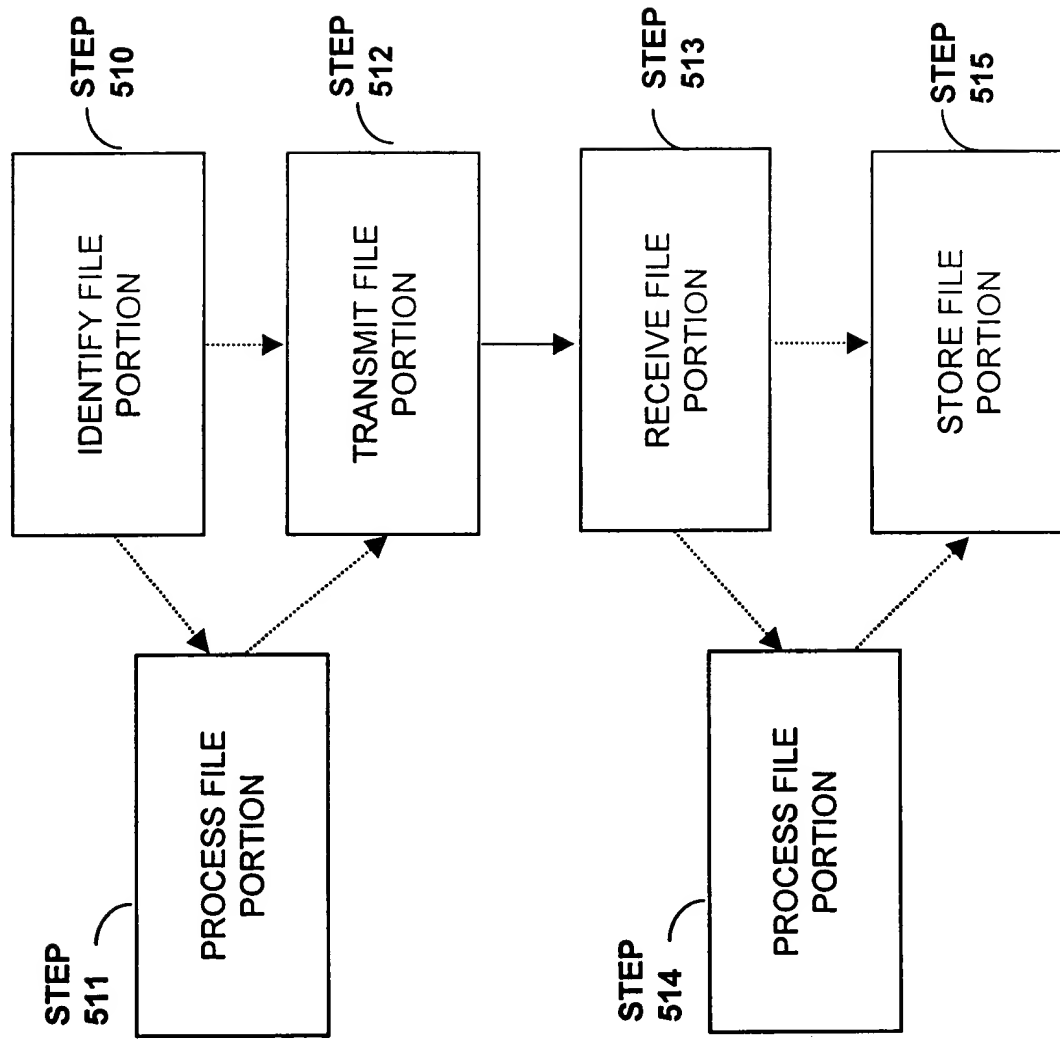 STEP
510
IDENTIFY FILE
PORTION
STEP
511
PROCESS FILE
PORTION
STEP
512
TRANSMIT FILE
PORTION
STEP
513
RECEIVE FILE
PORTION
STEP
514
PROCESS FILE
PORTION
STEP
515
STORE FILE
PORTION